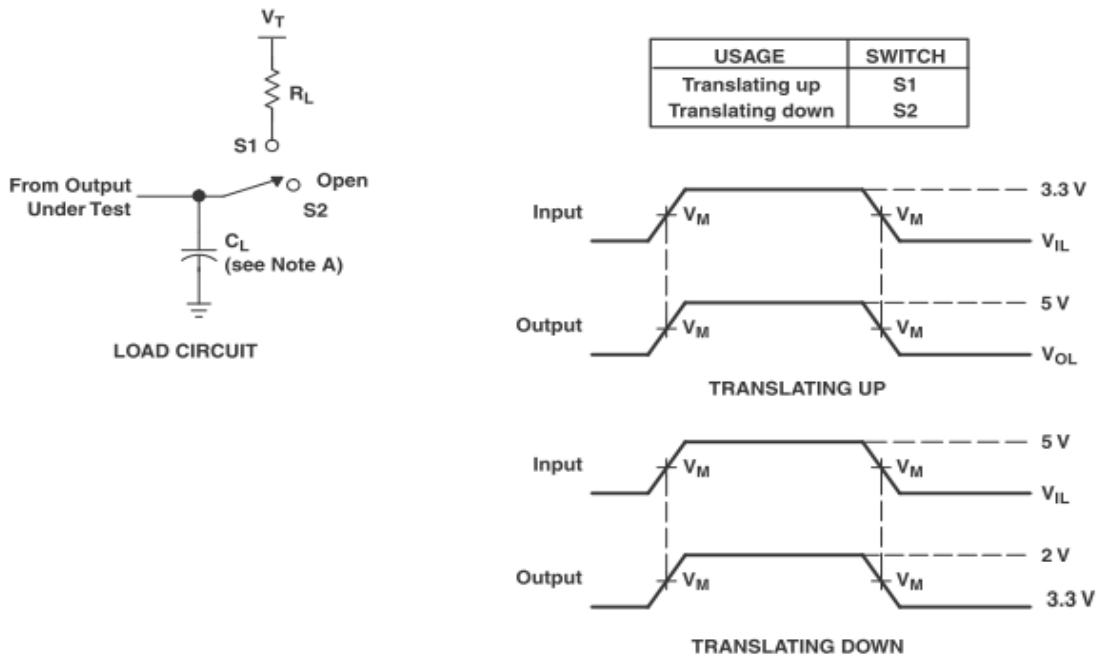 V_T
R_L
S1
From Output
Under Test
Open
S2
C_L
(see Note A)
LOAD CIRCUIT
USAGE SWITCH
Translating up S1
Translating down S2
3.3 V
Input V_M V_M
V_IL
5 V
Output V_M V_M
V_OL
TRANSLATING UP
5 V
Input V_M V_M
V_IL
2 V
Output V_M V_M
3.3 V
TRANSLATING DOWN